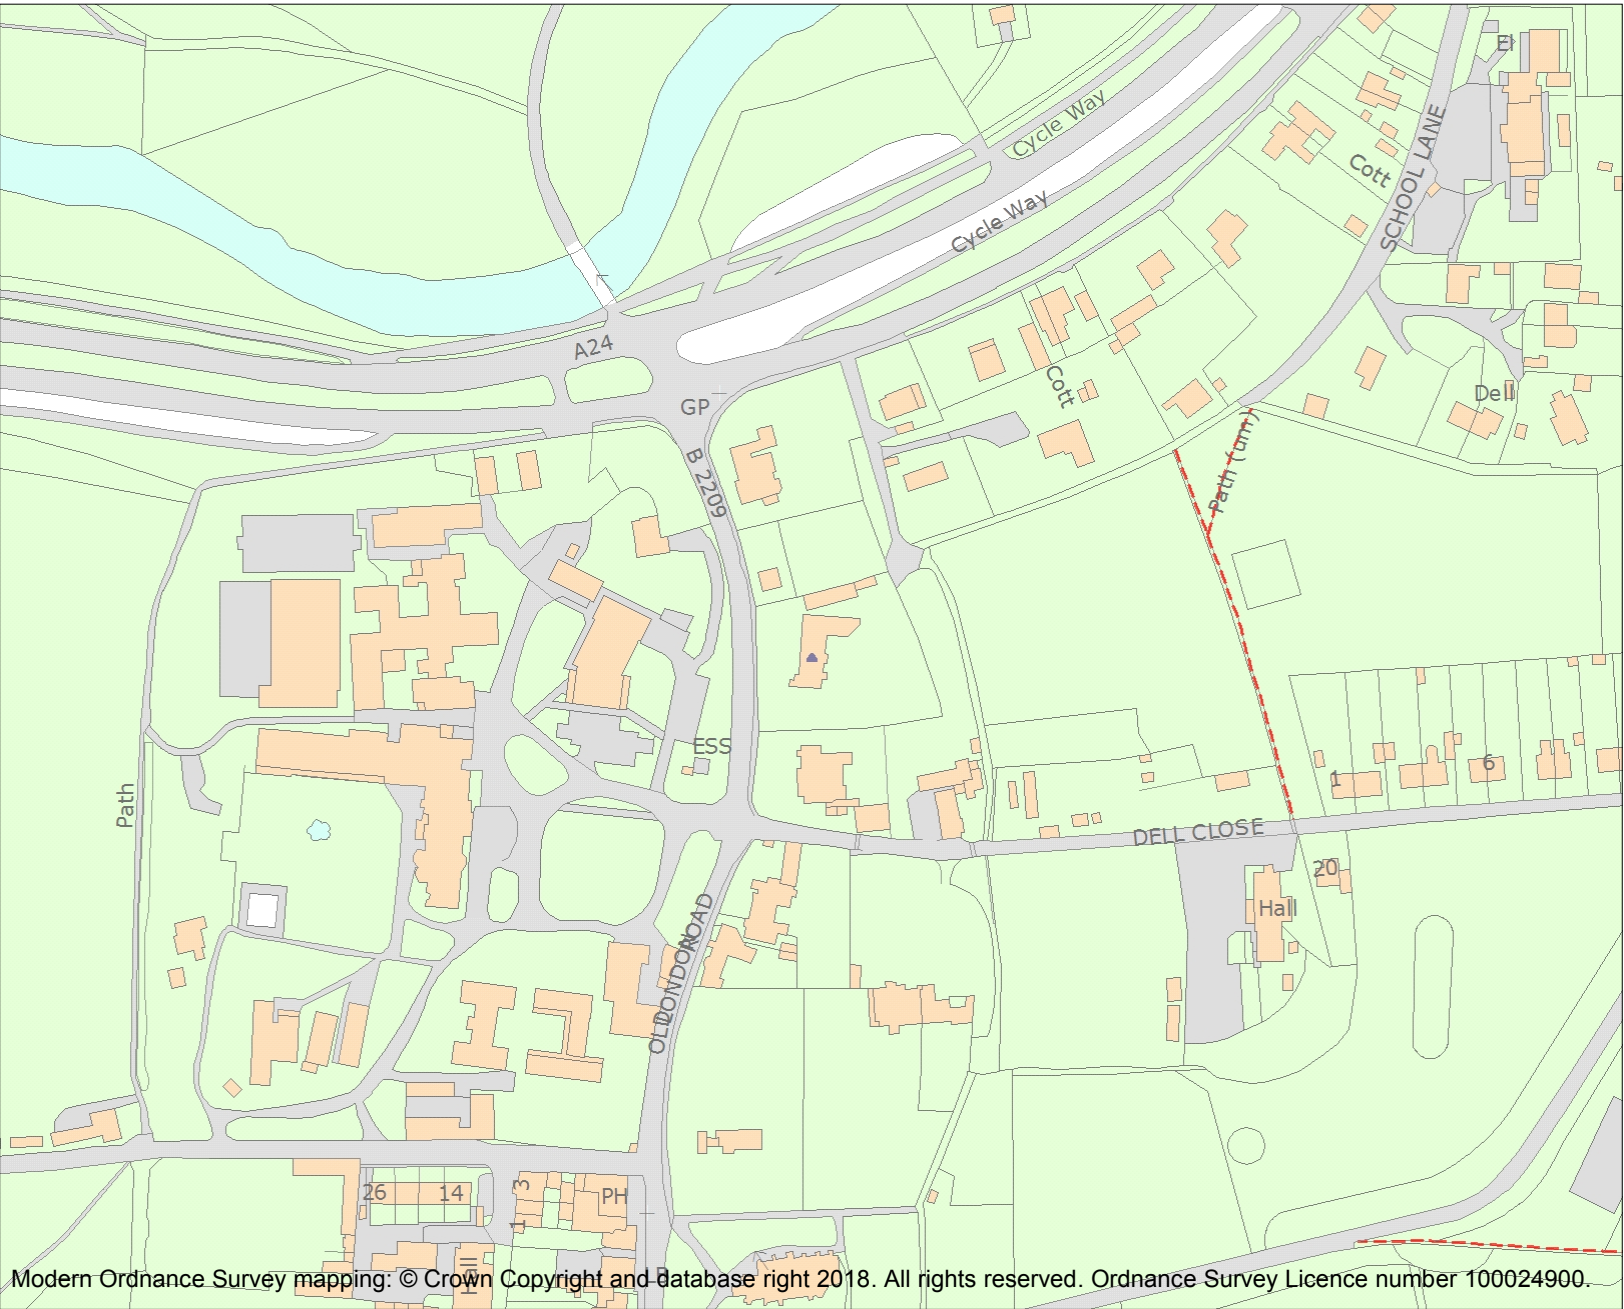 El
Cycle Way
SCHOOL LANE
Cott
Cycle Way
A24
Cott
Dell
GP
Path (um)
B 2209
ESS
6
1
Path
DELL CLOSE
20
Hall
OLD LONDON ROAD
26
14
3
PH
1
Hall
LB
Modern Ordnance Survey mapping: © Crown Copyright and database right 2018. All rights reserved. Ordnance Survey Licence number 100024900.